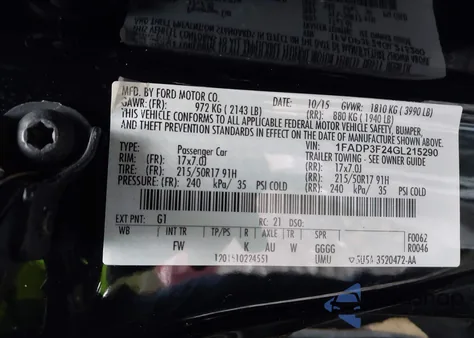 MFD. BY FORD MOTOR CO. DATE: 10/15 GVWR: 1810 KG ( 3990 LB)
GAWR: (FR): 972 KG ( 2143 LB) (RR): 880 KG ( 1940 LB)
THIS VEHICLE CONFORMS TO ALL APPLICABLE FEDERAL MOTOR VEHICLE SAFETY, BUMPER,
AND THEFT PREVENTION STANDARDS IN EFFECT ON THE DATE OF MANUFACTURE SHOWN ABOVE.
VIN: 1FADP3F24GL215290
TYPE: Passenger Car TRAILER TOWING - SEE OWNER GUIDE
RIM: (FR): 17x7.0J (RR): 17x7.0J
TIRE: (FR): 215/50R17 91H (RR): 215/50R17 91H
PRESSURE: (FR): 240 kPa/ 35 PSI COLD (RR): 240 kPa/ 35 PSI COLD
EXT PNT: G1 RC: 21 DSO:
WB INT TR TP/PS R AXLE TR SPR F0062
FW K AU W GGGG R0046
UMU 5U5A 3520472-AA